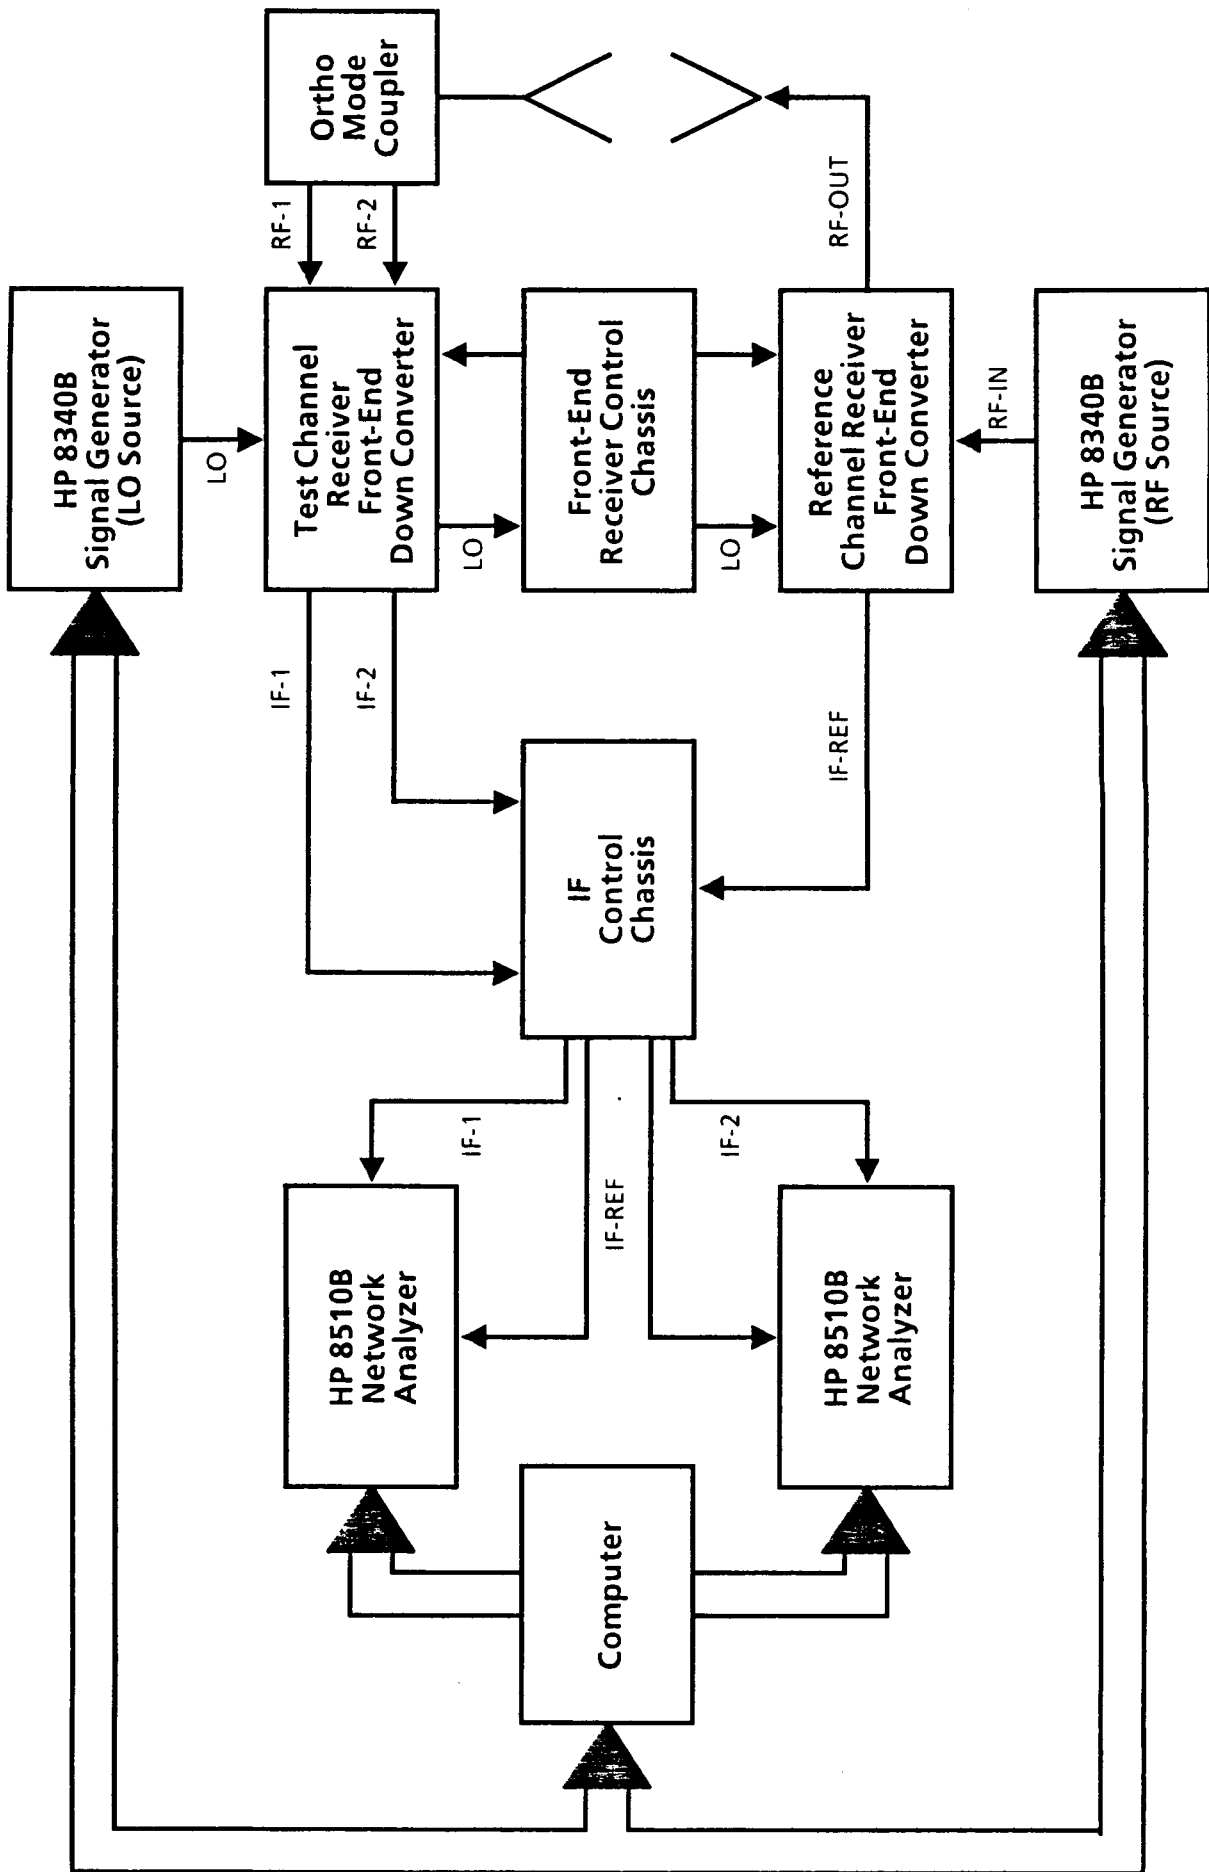 HP 8340B
Signal Generator
(LO Source)
LO
Ortho
Mode
Coupler
RF-1
RF-2
Test Channel
Receiver
Front-End
Down Converter
LO
Front-End
Receiver Control
Chassis
LO
Reference
Channel Receiver
Front-End
Down Converter
RF-OUT
RF-IN
HP 8340B
Signal Generator
(RF Source)
IF-1
IF-2
IF-REF
IF
Control
Chassis
IF-1
IF-REF
IF-2
HP 8510B
Network
Analyzer
HP 8510B
Network
Analyzer
Computer